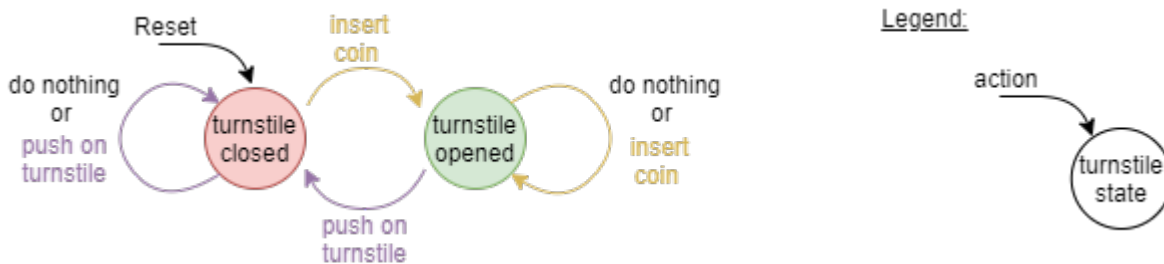 Reset
insert
coin
Legend:
do nothing
or
push on
turnstile
turnstile
closed
turnstile
opened
do nothing
or
insert
coin
push on
turnstile
action
turnstile
state